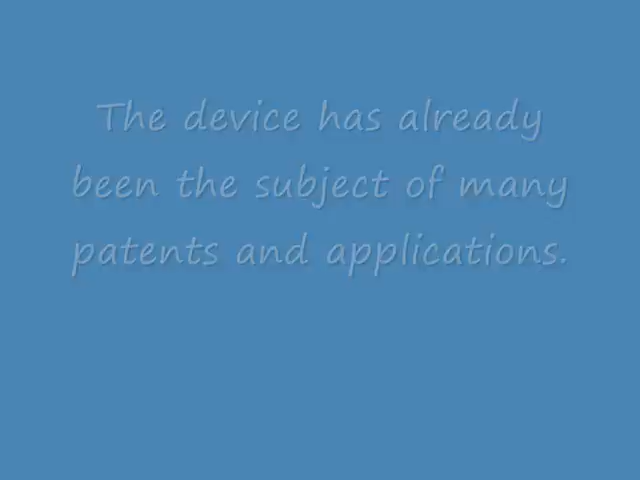 The device has already
been the subject of many
patents and applications.